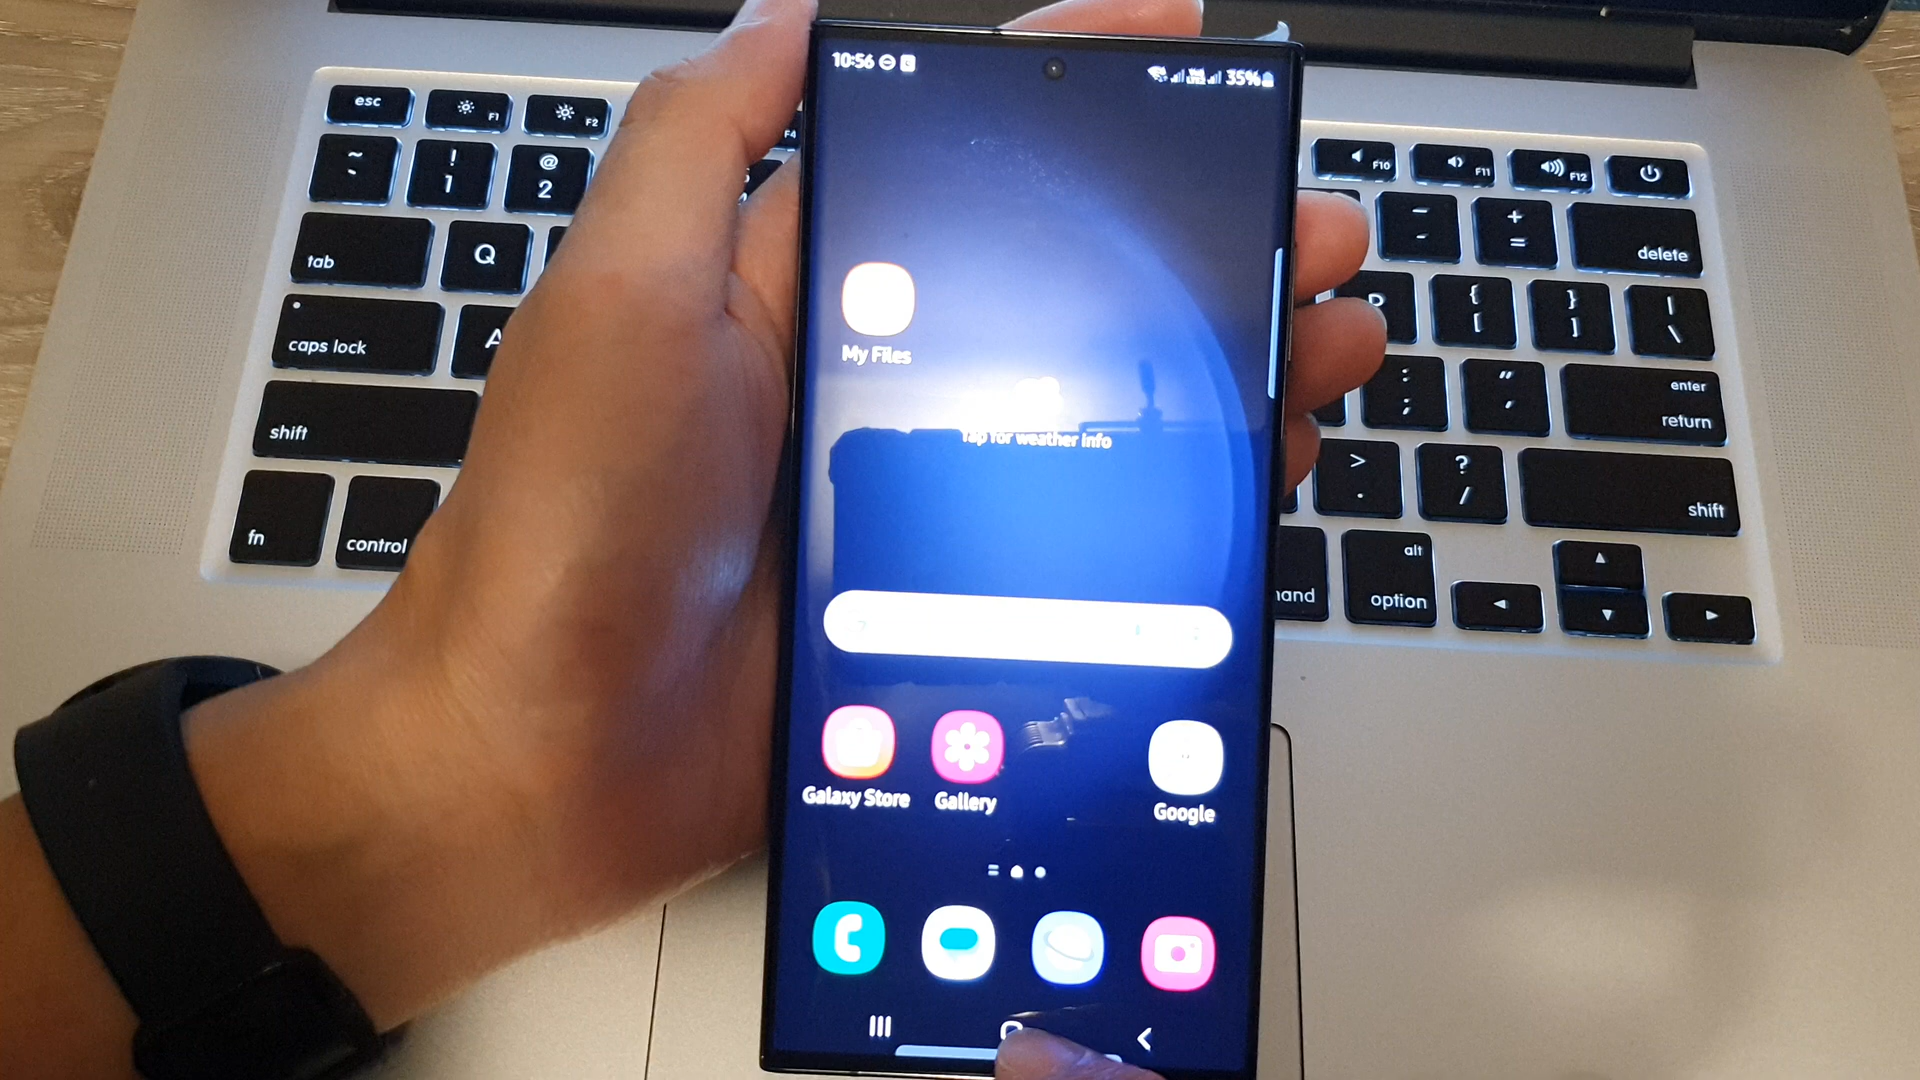 10:56
35%
My Files
Tap for weather info
Galaxy Store
Gallery
Google
esc
F1
F2
F4
F10
F11
F12
~
!
1
@
2
-
+
=
delete
tab
Q
P
{
[
}
]
|
\
caps lock
A
:
;
"
enter
return
shift
>
.
?
/
shift
fn
control
alt
option